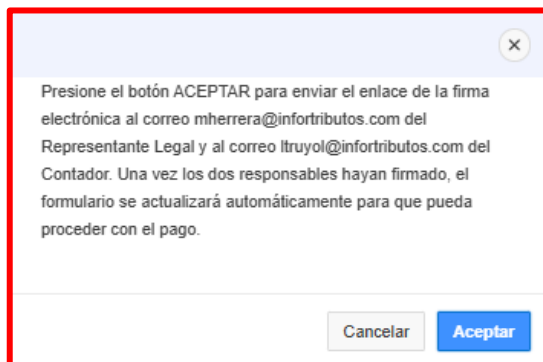 Presione el botón ACEPTAR para enviar el enlace de la firma
electrónica al correo mherrera@infortributos.com del
Representante Legal y al correo ltruyol@infortributos.com del
Contador. Una vez los dos responsables hayan firmado, el
formulario se actualizará automáticamente para que pueda
proceder con el pago.
Cancelar
Aceptar